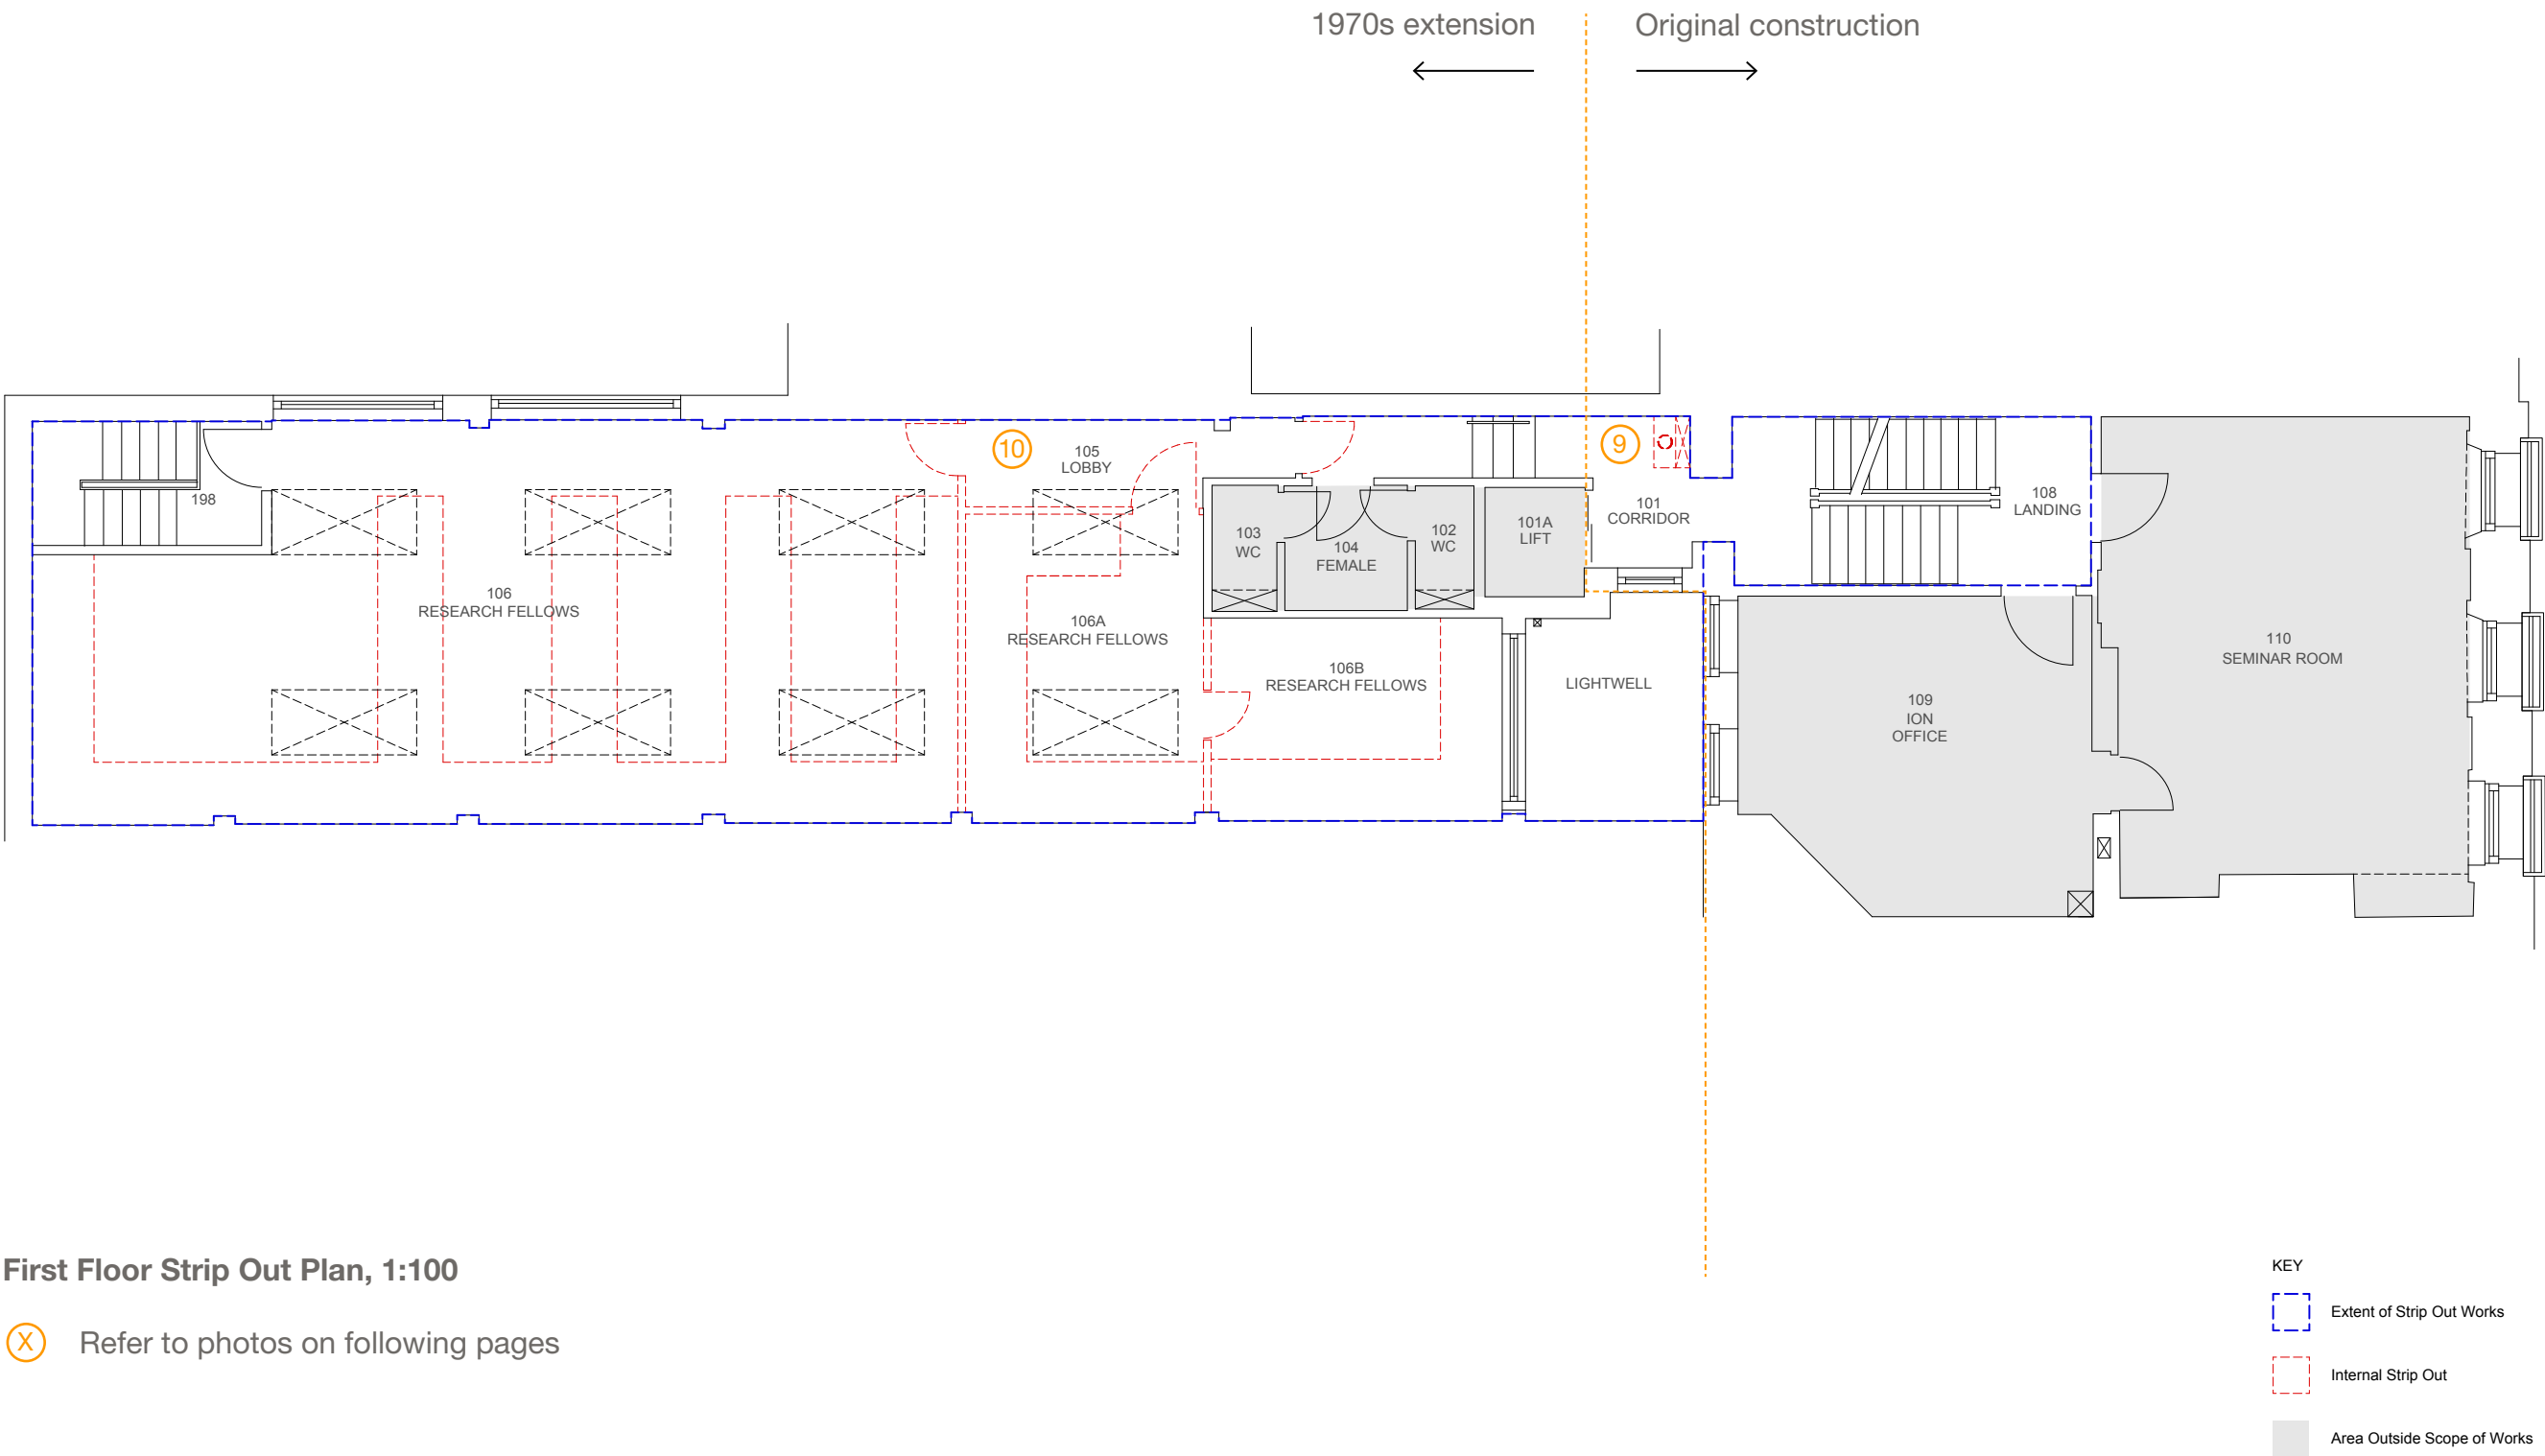 1970s extension
Original construction
10
9
105
LOBBY
198
103
WC
104
FEMALE
102
WC
101A
LIFT
101
CORRIDOR
108
LANDING
106
RESEARCH FELLOWS
106A
RESEARCH FELLOWS
106B
RESEARCH FELLOWS
LIGHTWELL
109
ION
OFFICE
110
SEMINAR ROOM
First Floor Strip Out Plan, 1:100
X Refer to photos on following pages
KEY
Extent of Strip Out Works
Internal Strip Out
Area Outside Scope of Works